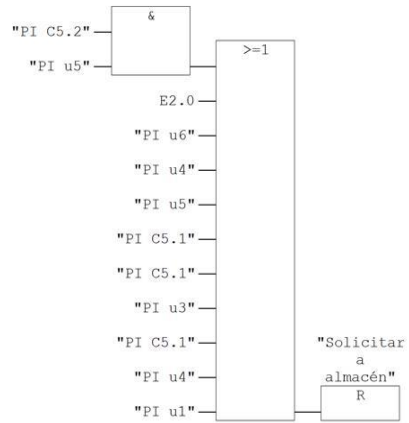 &
"PI C5.2"
"PI u5"
>=1
E2.0
"PI u6"
"PI u4"
"PI u5"
"PI C5.1"
"PI C5.1"
"PI u3"
"PI C5.1"
"PI u4"
"PI u1"
"Solicitar
a
almacén"
R